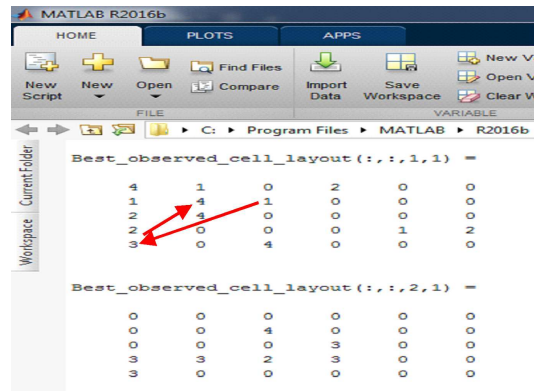 MATLAB R2016b
HOME PLOTS APPS
New Script New Open Find Files Compare Import Data Save Workspace New V Open V Clear W
FILE VARIABLE
C: Program Files MATLAB R2016b
Current Folder
Workspace
Best_observed_cell_layout(:,:,1,1) =
4 1 0 2 0 0
1 4 1 0 0 0
2 4 0 0 0 0
2 0 0 0 1 2
3 0 4 0 0 0
Best_observed_cell_layout(:,:,2,1) =
0 0 0 0 0 0
0 0 4 0 0 0
0 0 0 3 0 0
3 3 2 3 0 0
3 0 0 0 0 0